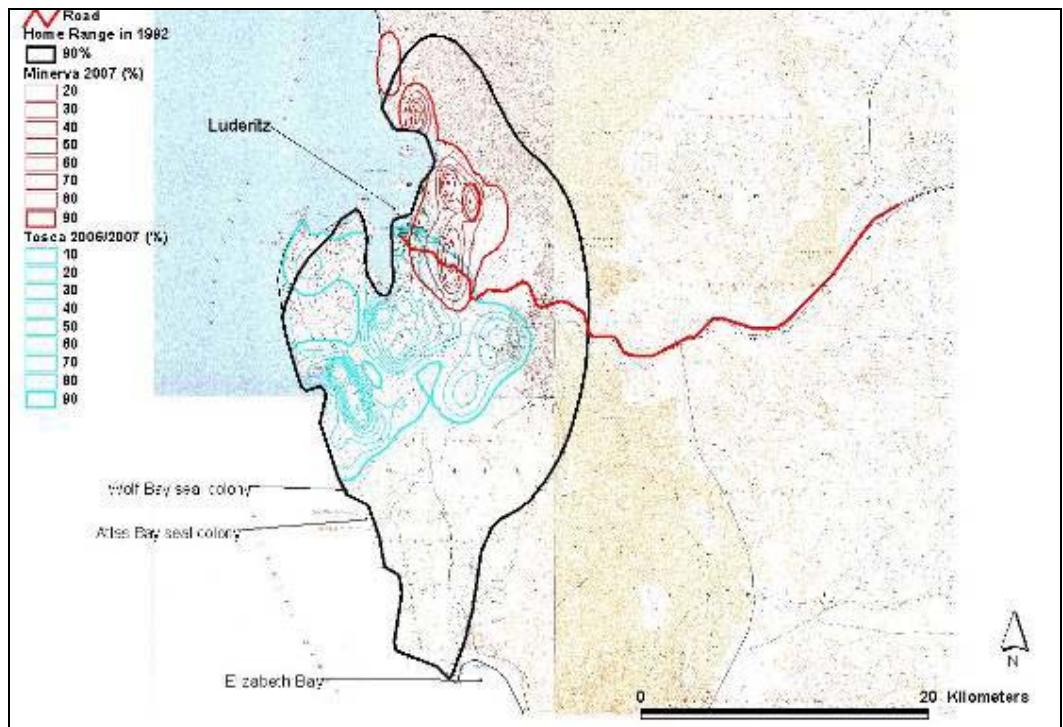 Road
Home Range in 1992
90%
Minerva 2007 (%)
20
30
40
50
60
70
80
90
Tosca 2006/2007 (%)
10
20
30
40
50
60
70
80
90
Luderitz
Wolf Bay seal colony
Atlas Bay seal colony
Elizabeth Bay
N
0 20 Kilometers